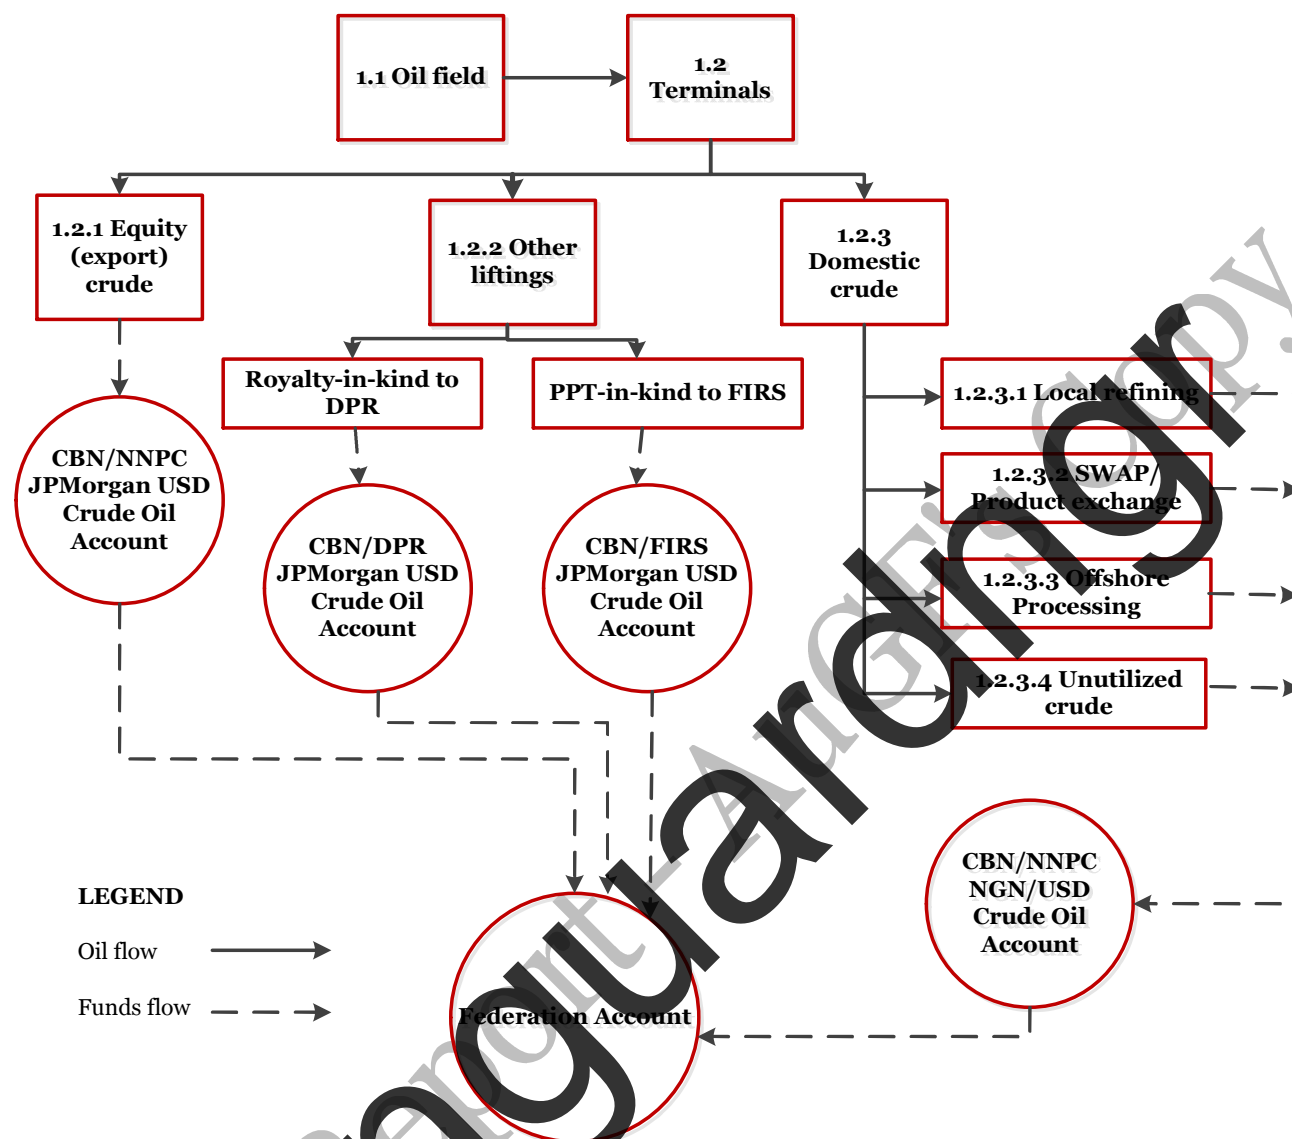 1.1 Oil field
1.2
Terminals
1.2.1 Equity
(export)
crude
1.2.2 Other
liftings
1.2.3
Domestic
crude
Royalty-in-kind to
DPR
PPT-in-kind to FIRS
1.2.3.1 Local refining
1.2.3.2 SWAP/
Product exchange
1.2.3.3 Offshore
Processing
1.2.3.4 Unutilized
crude
CBN/NNPC
JPMorgan USD
Crude Oil
Account
CBN/DPR
JPMorgan USD
Crude Oil
Account
CBN/FIRS
JPMorgan USD
Crude Oil
Account
CBN/NNPC
NGN/USD
Crude Oil
Account
Federation Account
LEGEND
Oil flow
Funds flow
Report – AuGF's Copy
nguardngr